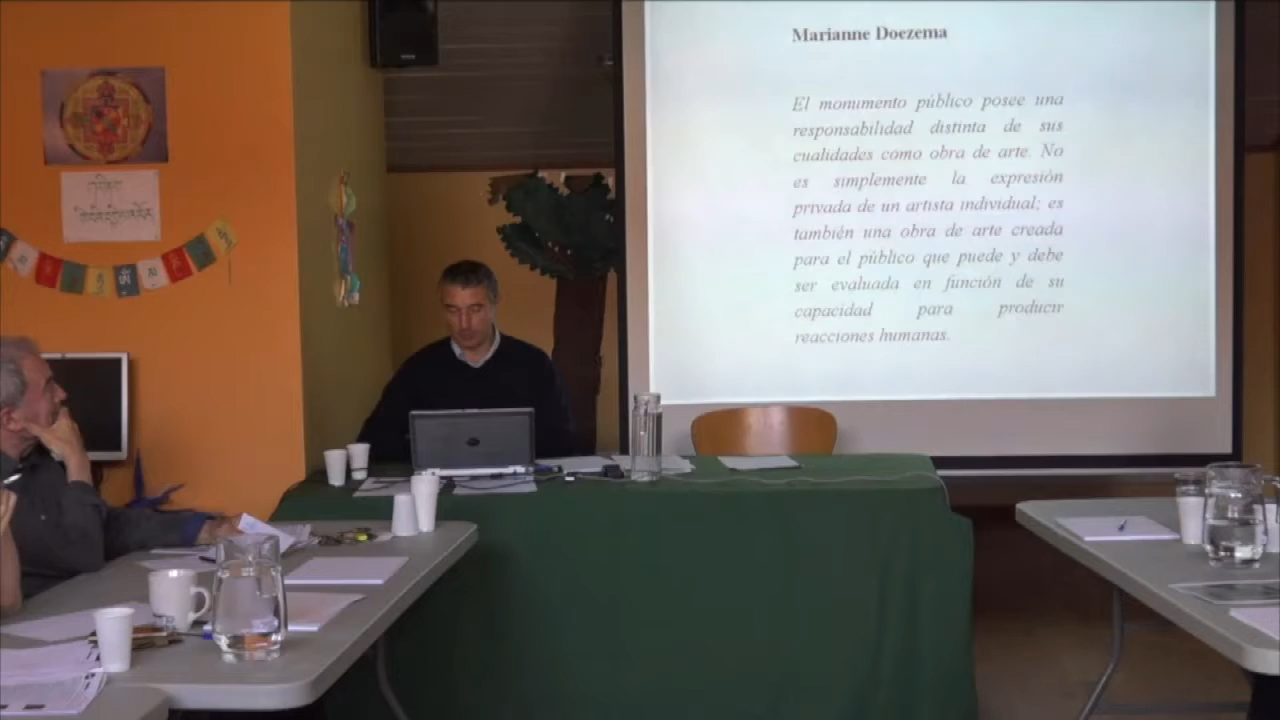 Marianne Doezema
El monumento público posee una
responsabilidad distinta de sus
cualidades como obra de arte. No
es simplemente la expresión
privada de un artista individual; es
también una obra de arte creada
para el público que puede y debe
ser evaluada en función de su
capacidad para producir
reacciones humanas.